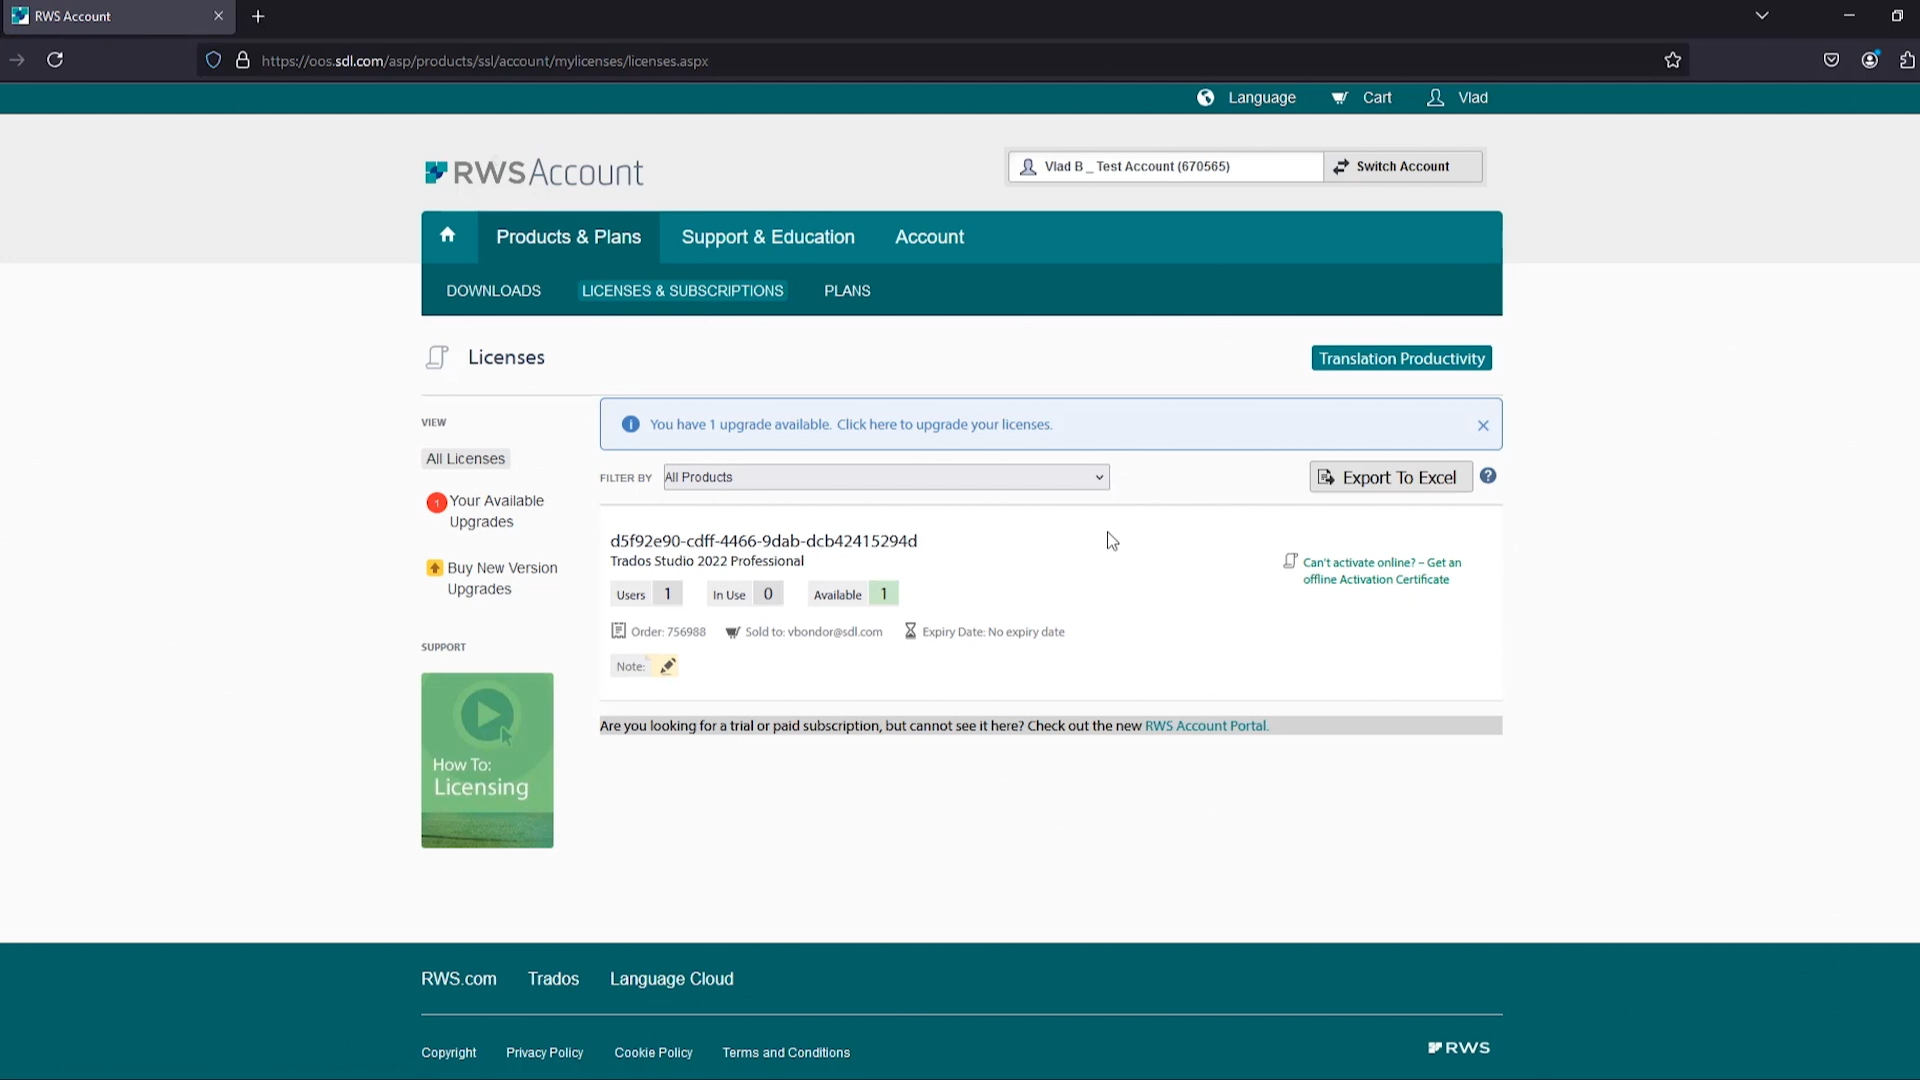 RWS Account
https://oos.sdl.com/asp/products/ssl/account/mylicenses/licenses.aspx
Language
Cart
Vlad
RWS Account
Vlad B _ Test Account (670565)
Switch Account
Products & Plans
Support & Education
Account
DOWNLOADS
LICENSES & SUBSCRIPTIONS
PLANS
Licenses
Translation Productivity
VIEW
All Licenses
1
Your Available
Upgrades
Buy New Version
Upgrades
SUPPORT
How To:
Licensing
You have 1 upgrade available. Click here to upgrade your licenses.
FILTER BY
All Products
Export To Excel
?
d5f92e90-cdff-4466-9dab-dcb42415294d
Trados Studio 2022 Professional
Users 1
In Use 0
Available 1
Order: 756988
Sold to: vbondor@sdl.com
Expiry Date: No expiry date
Note:
Can't activate online? – Get an
offline Activation Certificate
Are you looking for a trial or paid subscription, but cannot see it here? Check out the new RWS Account Portal.
RWS.com
Trados
Language Cloud
Copyright
Privacy Policy
Cookie Policy
Terms and Conditions
RWS